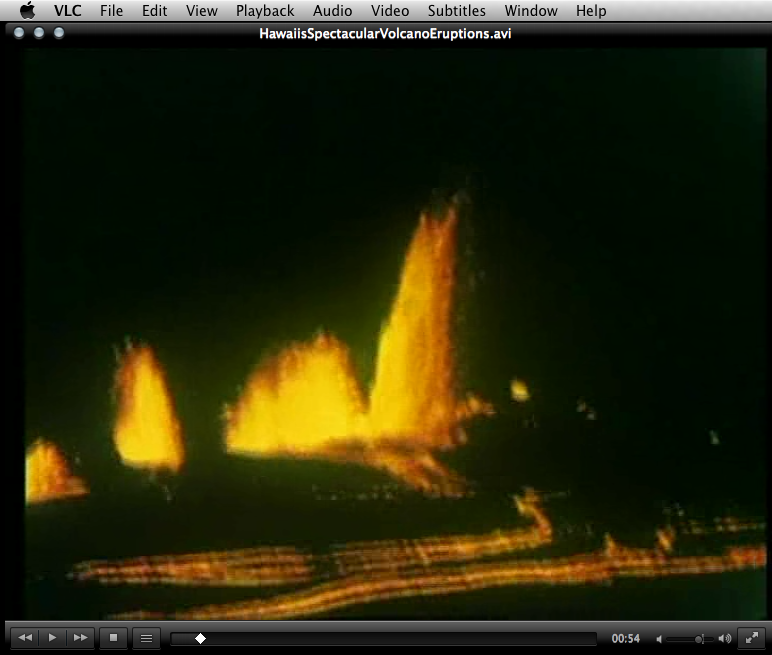 VLC File Edit View Playback Audio Video Subtitles Window Help
HawaiisSpectacularVolcanoEruptions.avi
00:54